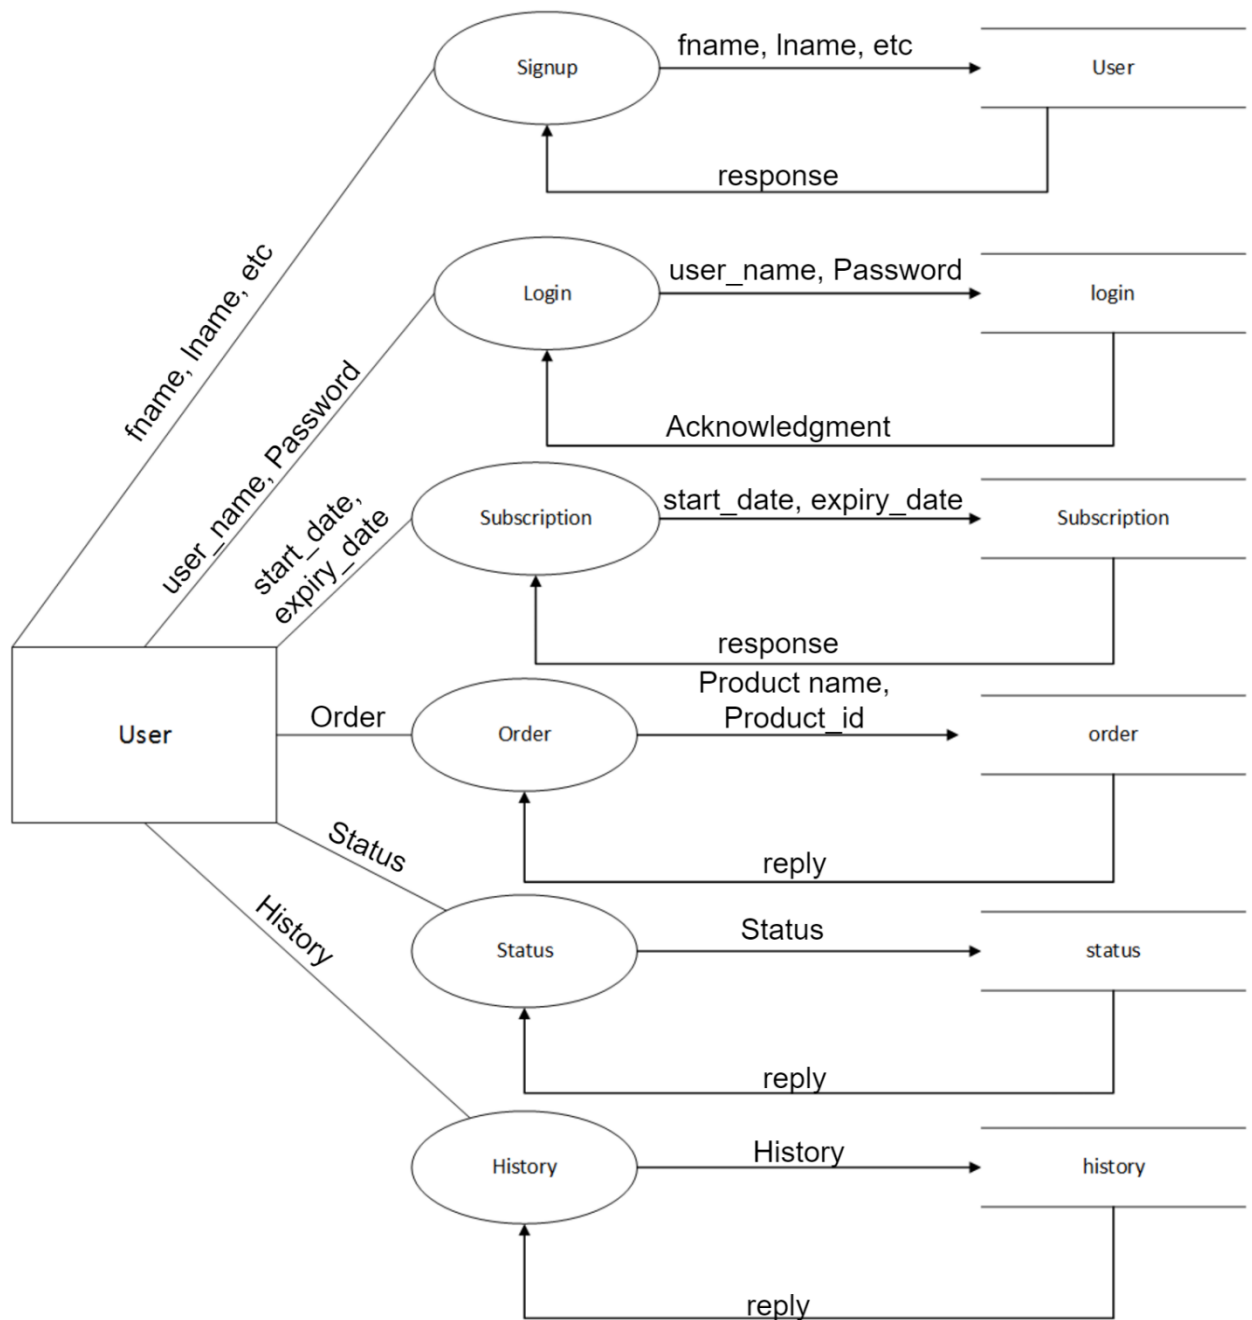 fname, lname, etc
Signup
User
response
fname, lname, etc
user_name, Password
Login
login
Acknowledgment
user_name, Password
start_date, expiry_date
Subscription
Subscription
start_date,
expiry_date
response
Product name,
Product_id
User
Order
Order
order
reply
Status
Status
Status
status
History
reply
History
History
history
reply